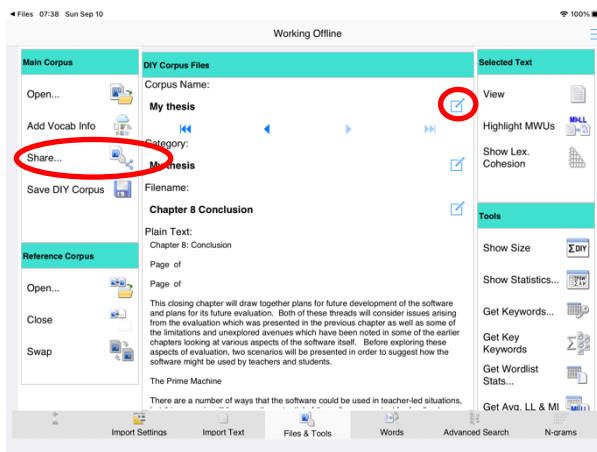 Files 07:38 Sun Sep 10
100%
Working Offline
Main Corpus
Open...
Add Vocab Info
Share...
Save DIY Corpus
Reference Corpus
Open...
Close
Swap
DIY Corpus Files
Corpus Name:
My thesis
Category:
My thesis
Filename:
Chapter 8 Conclusion
Plain Text:
Chapter 8: Conclusion
Page of
Page of
This closing chapter will draw together plans for future development of the software
and plans for its future evaluation. Both of these threads will consider issues arising
from the evaluation which was presented in the previous chapter as well as some of
the limitations and unexplored avenues which have been noted in some of the earlier
chapters looking at various aspects of the software itself. Before exploring these
aspects of evaluation, two scenarios will be presented in order to suggest how the
software might be used by teachers and students.
The Prime Machine
There are a number of ways that the software could be used in teacher-led situations,
Selected Text
View
Highlight MWUs
MI•LL
Show Lex.
Cohesion
Tools
Show Size
ΣDIY
Show Statistics...
Get Keywords...
Get Key
Keywords
Get Wordlist
Stats...
Get Avg. LL & MI
Import Settings
Import Text
Files & Tools
Words
Advanced Search
N-grams